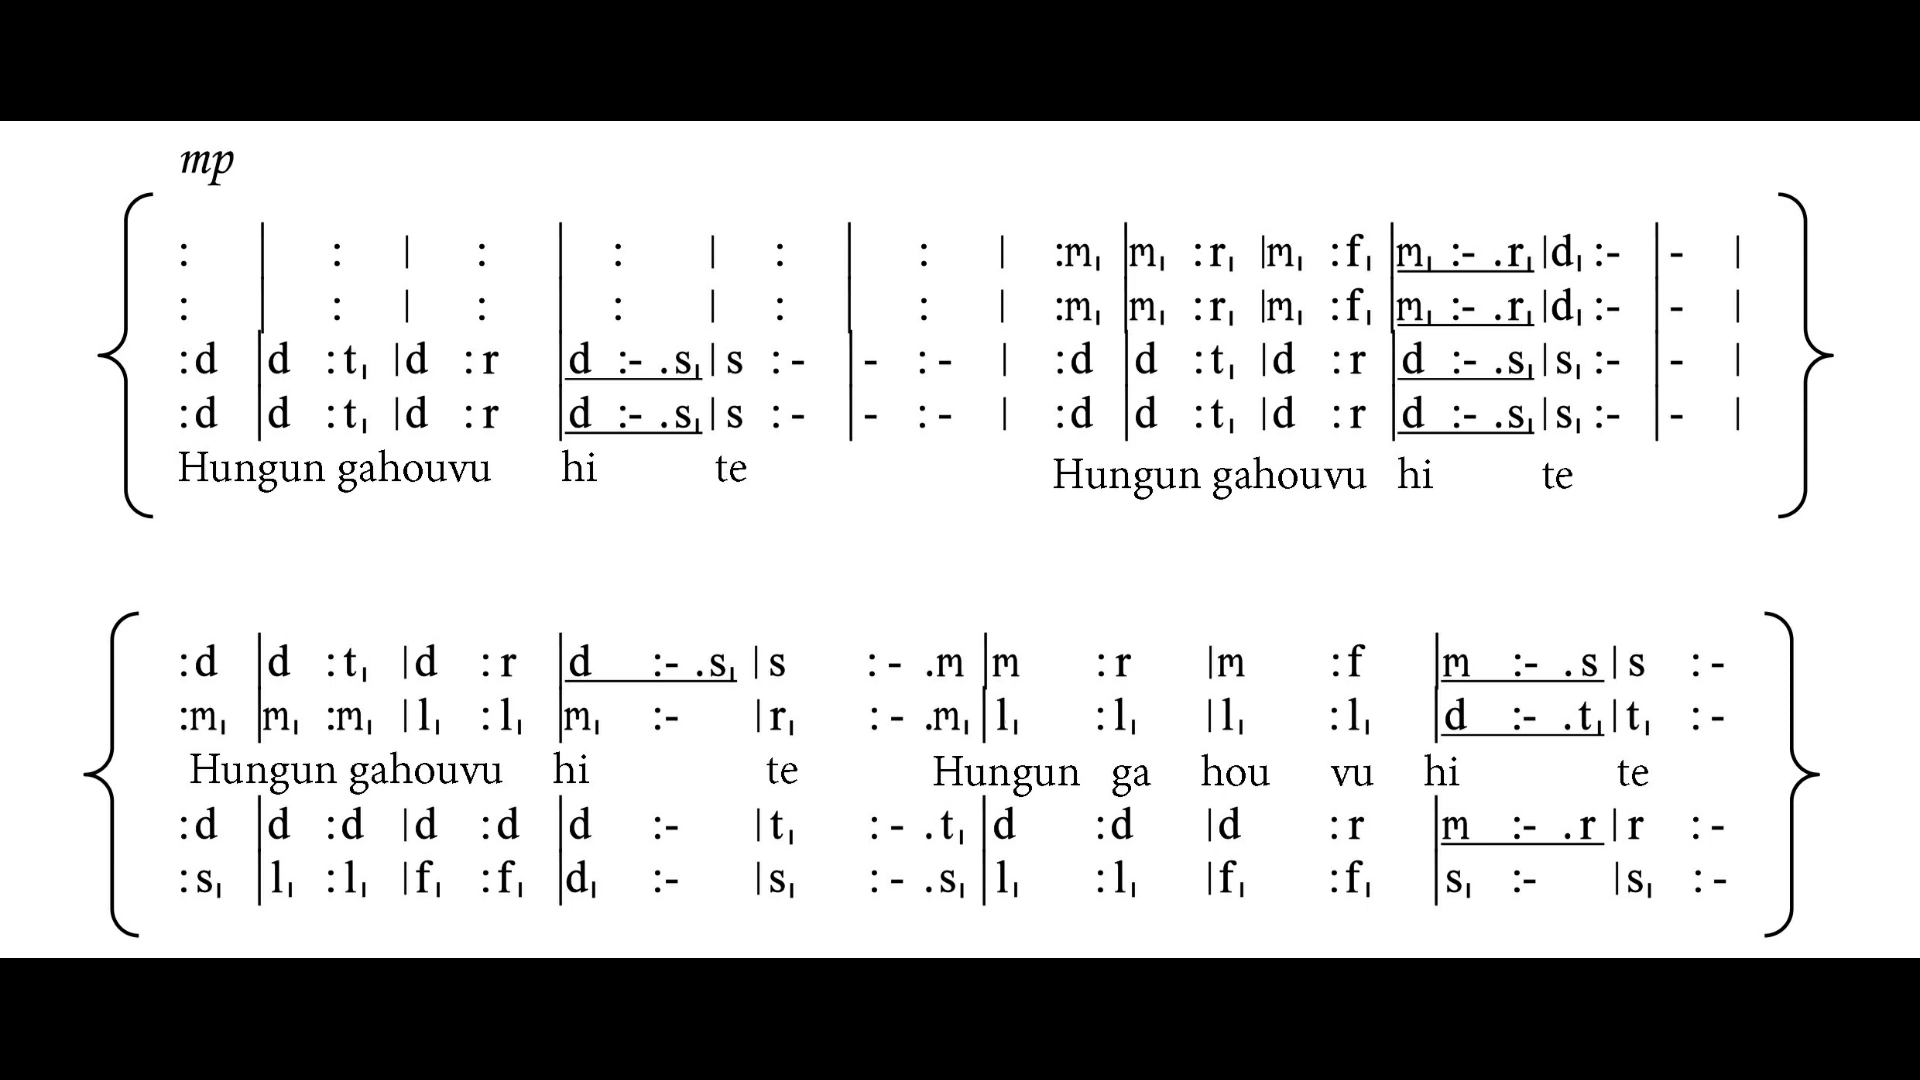 mp
: | : | : | : | : | : | :m₁ |m₁ :r₁ |m₁ :f₁ |m₁ :- .r₁|d₁ :- |- |
: | : | : | : | : | : | :m₁ |m₁ :r₁ |m₁ :f₁ |m₁ :- .r₁|d₁ :- |- |
:d |d :t₁ |d :r |d :- .s₁|s :- |- :- | :d |d :t₁ |d :r |d :- .s₁|s₁ :- |- |
:d |d :t₁ |d :r |d :- .s₁|s :- |- :- | :d |d :t₁ |d :r |d :- .s₁|s₁ :- |- |
Hungun gahouvu hi te Hungun gahouvu hi te
:d |d :t₁ |d :r |d :- .s₁ |s :- .m |m :r |m :f |m :- .s |s :-
:m₁ |m₁ :m₁ |l₁ :l₁ |m₁ :- |r₁ :- .m₁ |l₁ :l₁ |l₁ :l₁ |d :- .t₁|t₁ :-
Hungun gahouvu hi te Hungun ga hou vu hi te
:d |d :d |d :d |d :- |t₁ :- .t₁ |d :d |d :r |m :- .r |r :-
:s₁ |l₁ :l₁ |f₁ :f₁ |d₁ :- |s₁ :- .s₁ |l₁ :l₁ |f₁ :f₁ |s₁ :- |s₁ :-